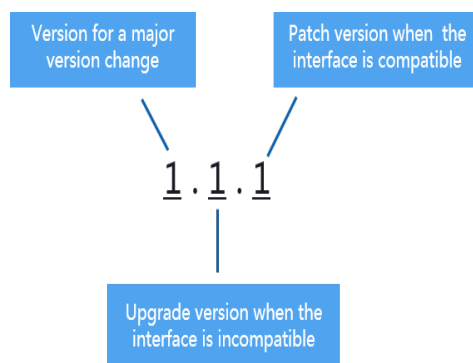 Version for a major
version change
Patch version when the
interface is compatible
1 . 1 . 1
Upgrade version when the
interface is incompatible